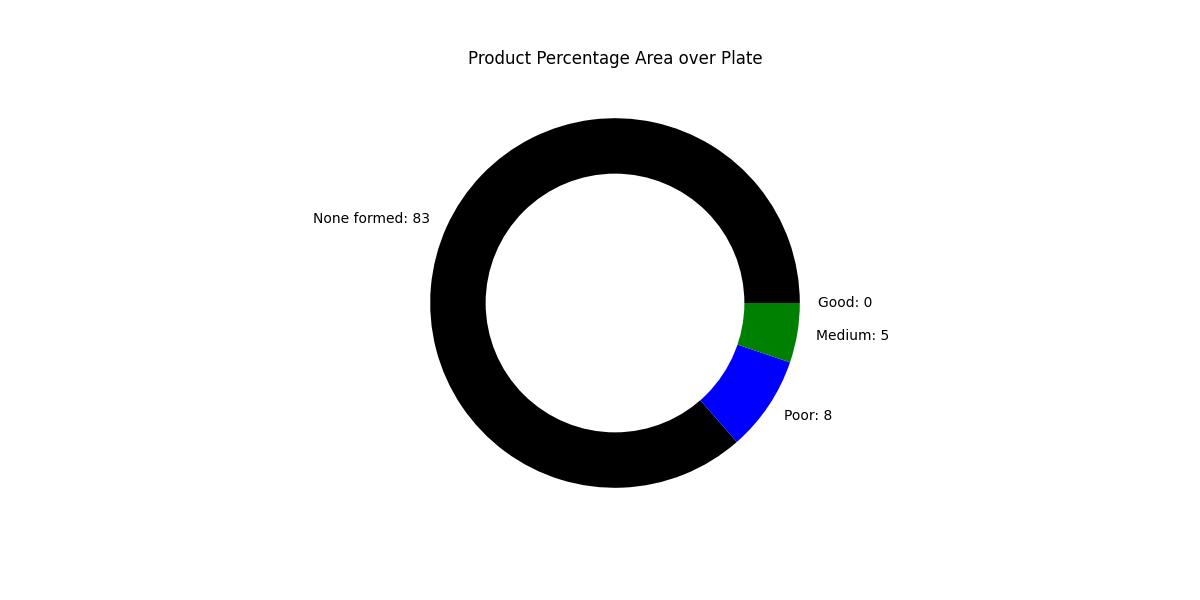 Product Percentage Area over Plate
None formed: 83
Good: 0
Medium: 5
Poor: 8